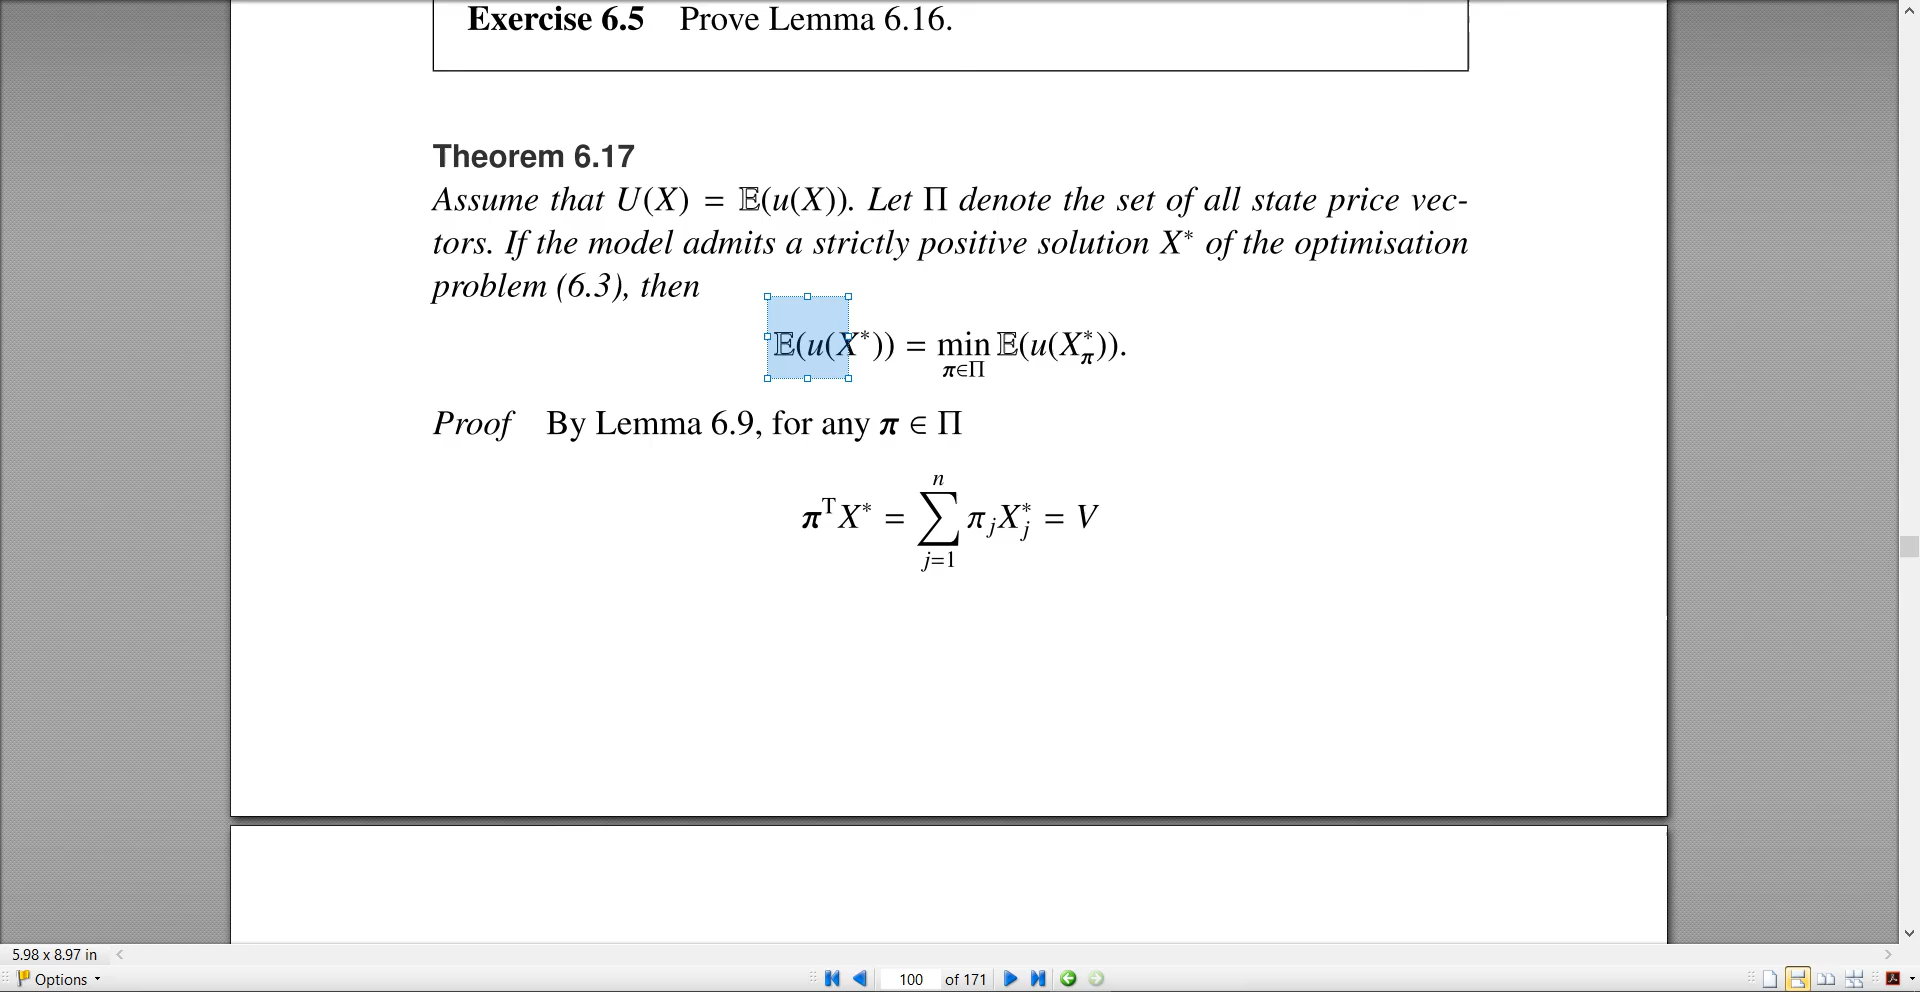 Exercise 6.5 Prove Lemma 6.16.
Theorem 6.17
Assume that U(X) = 𝔼(u(X)). Let Π denote the set of all state price vec-
tors. If the model admits a strictly positive solution X* of the optimisation
problem (6.3), then
𝔼(u(X*)) = min_{π∈Π} 𝔼(u(X*_π)).
Proof By Lemma 6.9, for any π ∈ Π
π^T X* = ∑_{j=1}^{n} π_j X*_j = V
5.98 x 8.97 in
Options 100 of 171